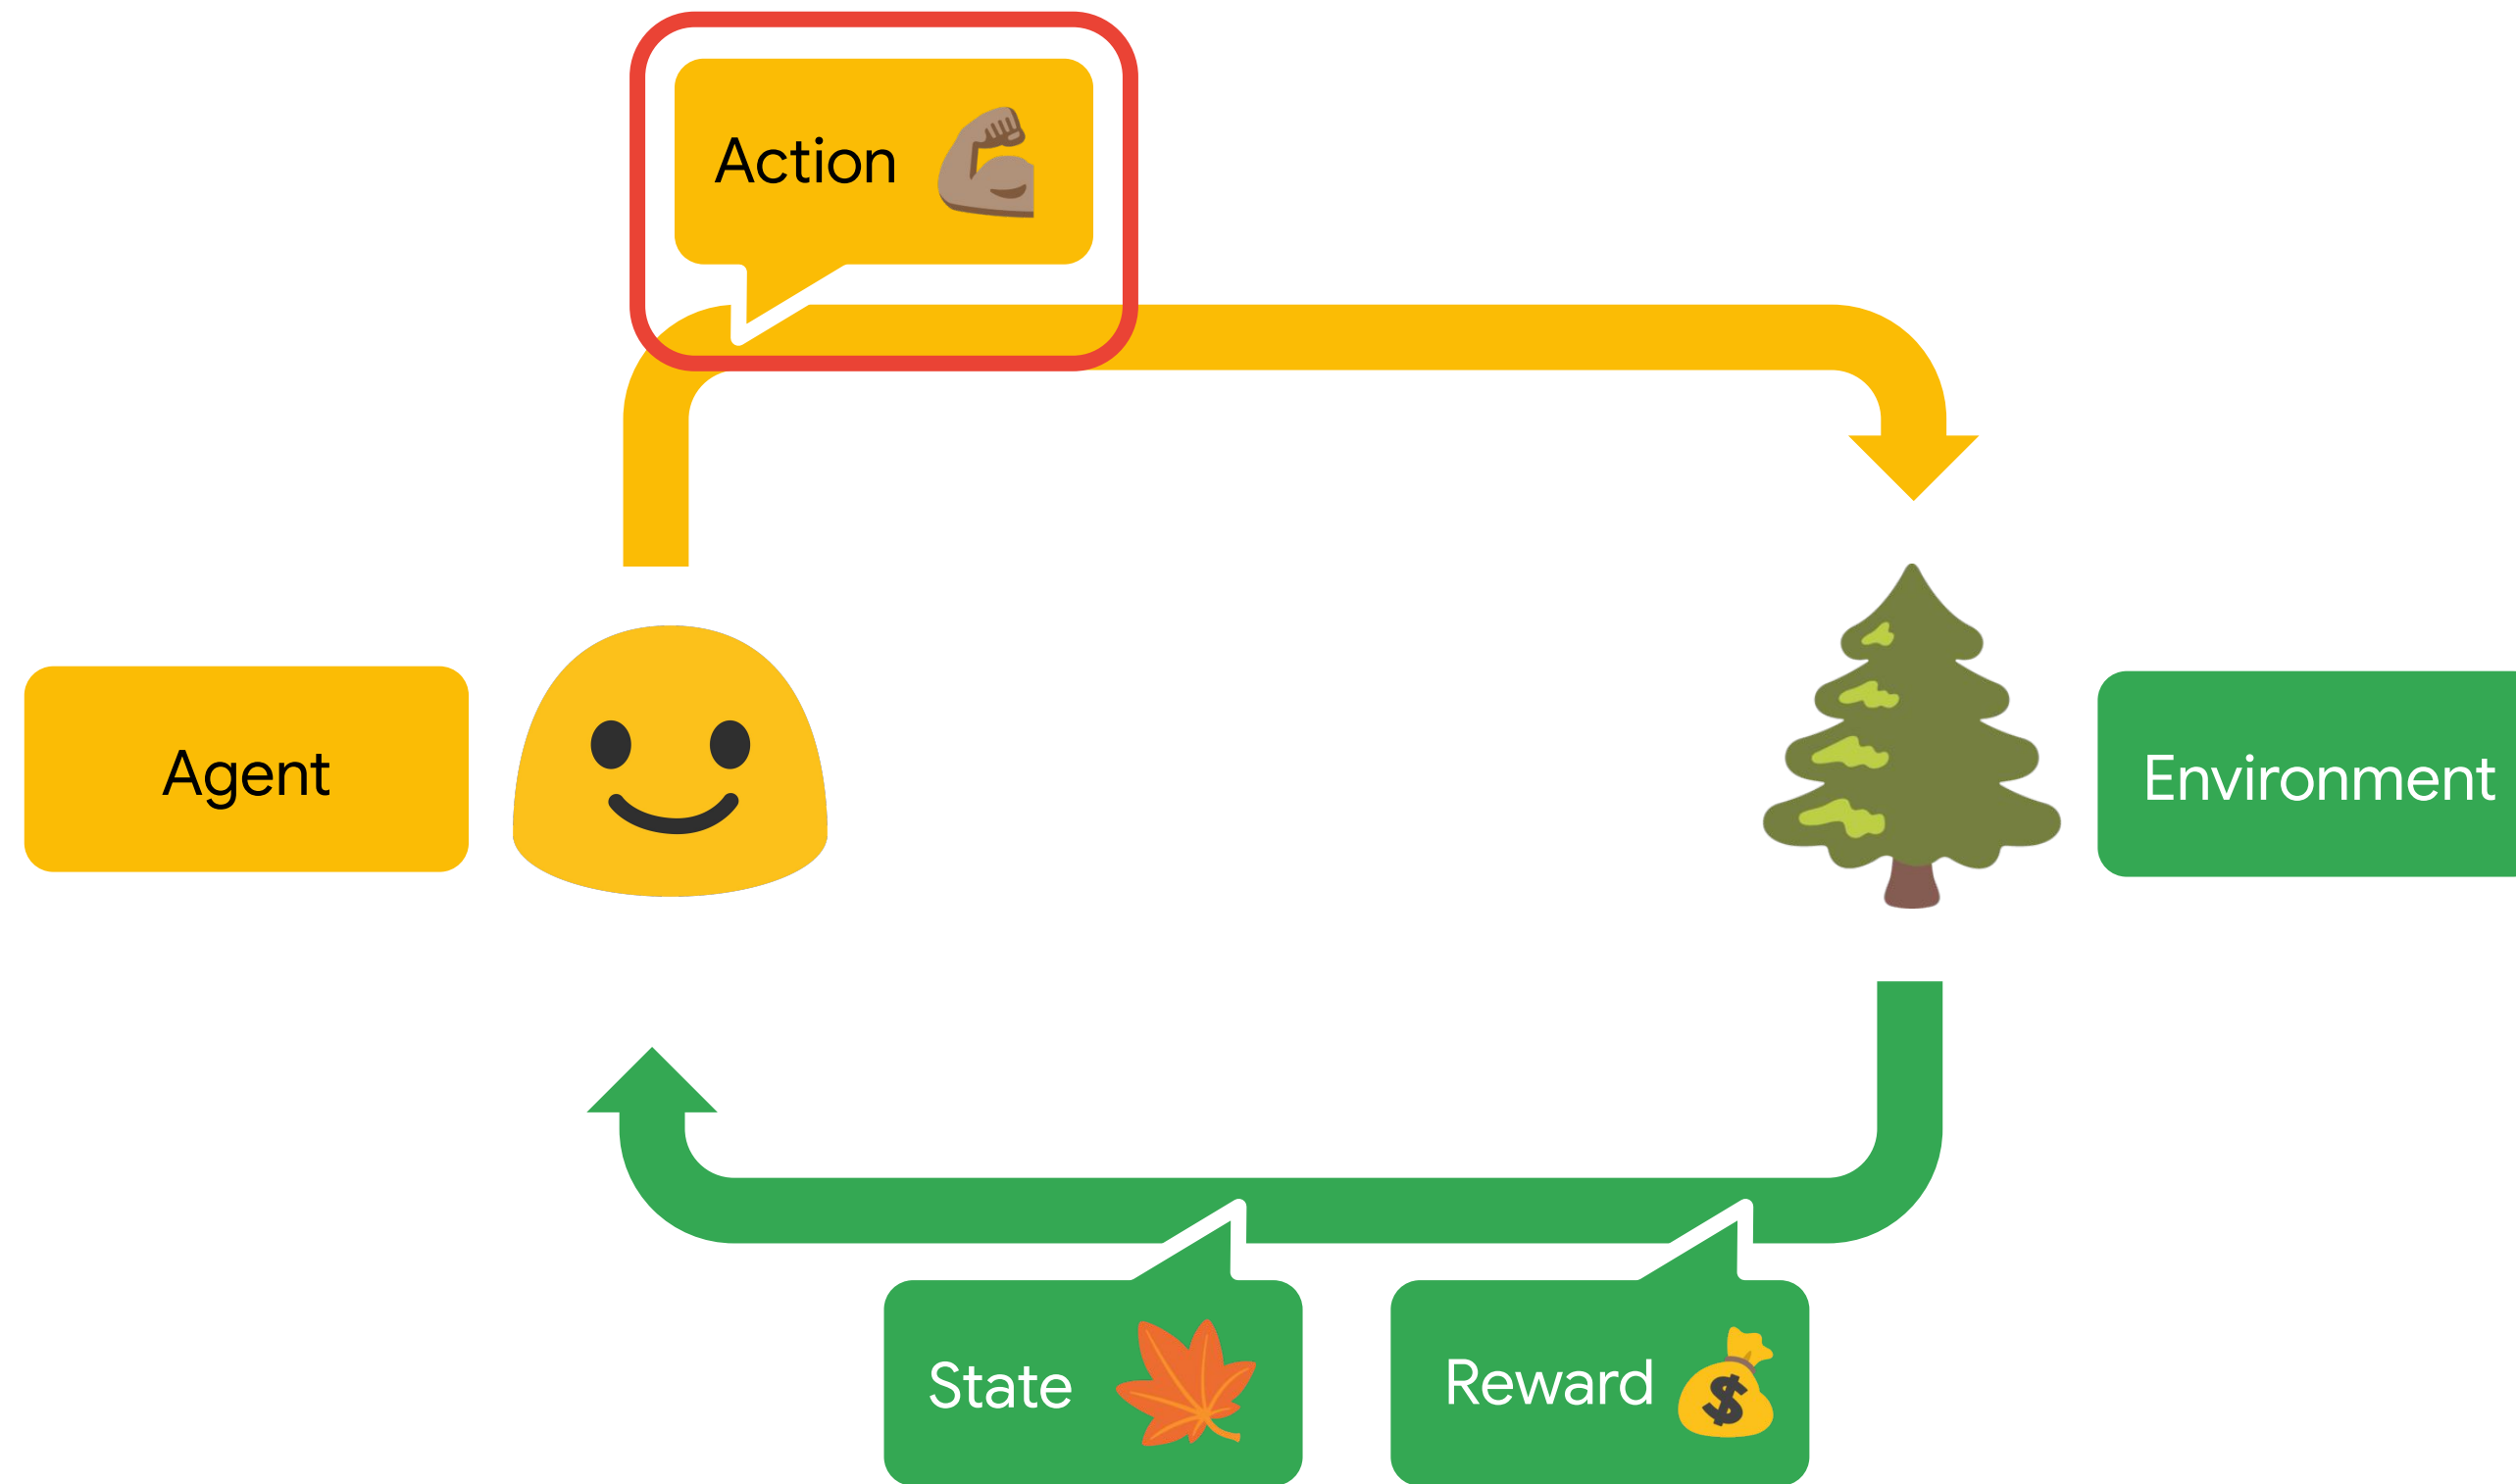 Action
Agent
Environment
State
Reward
$